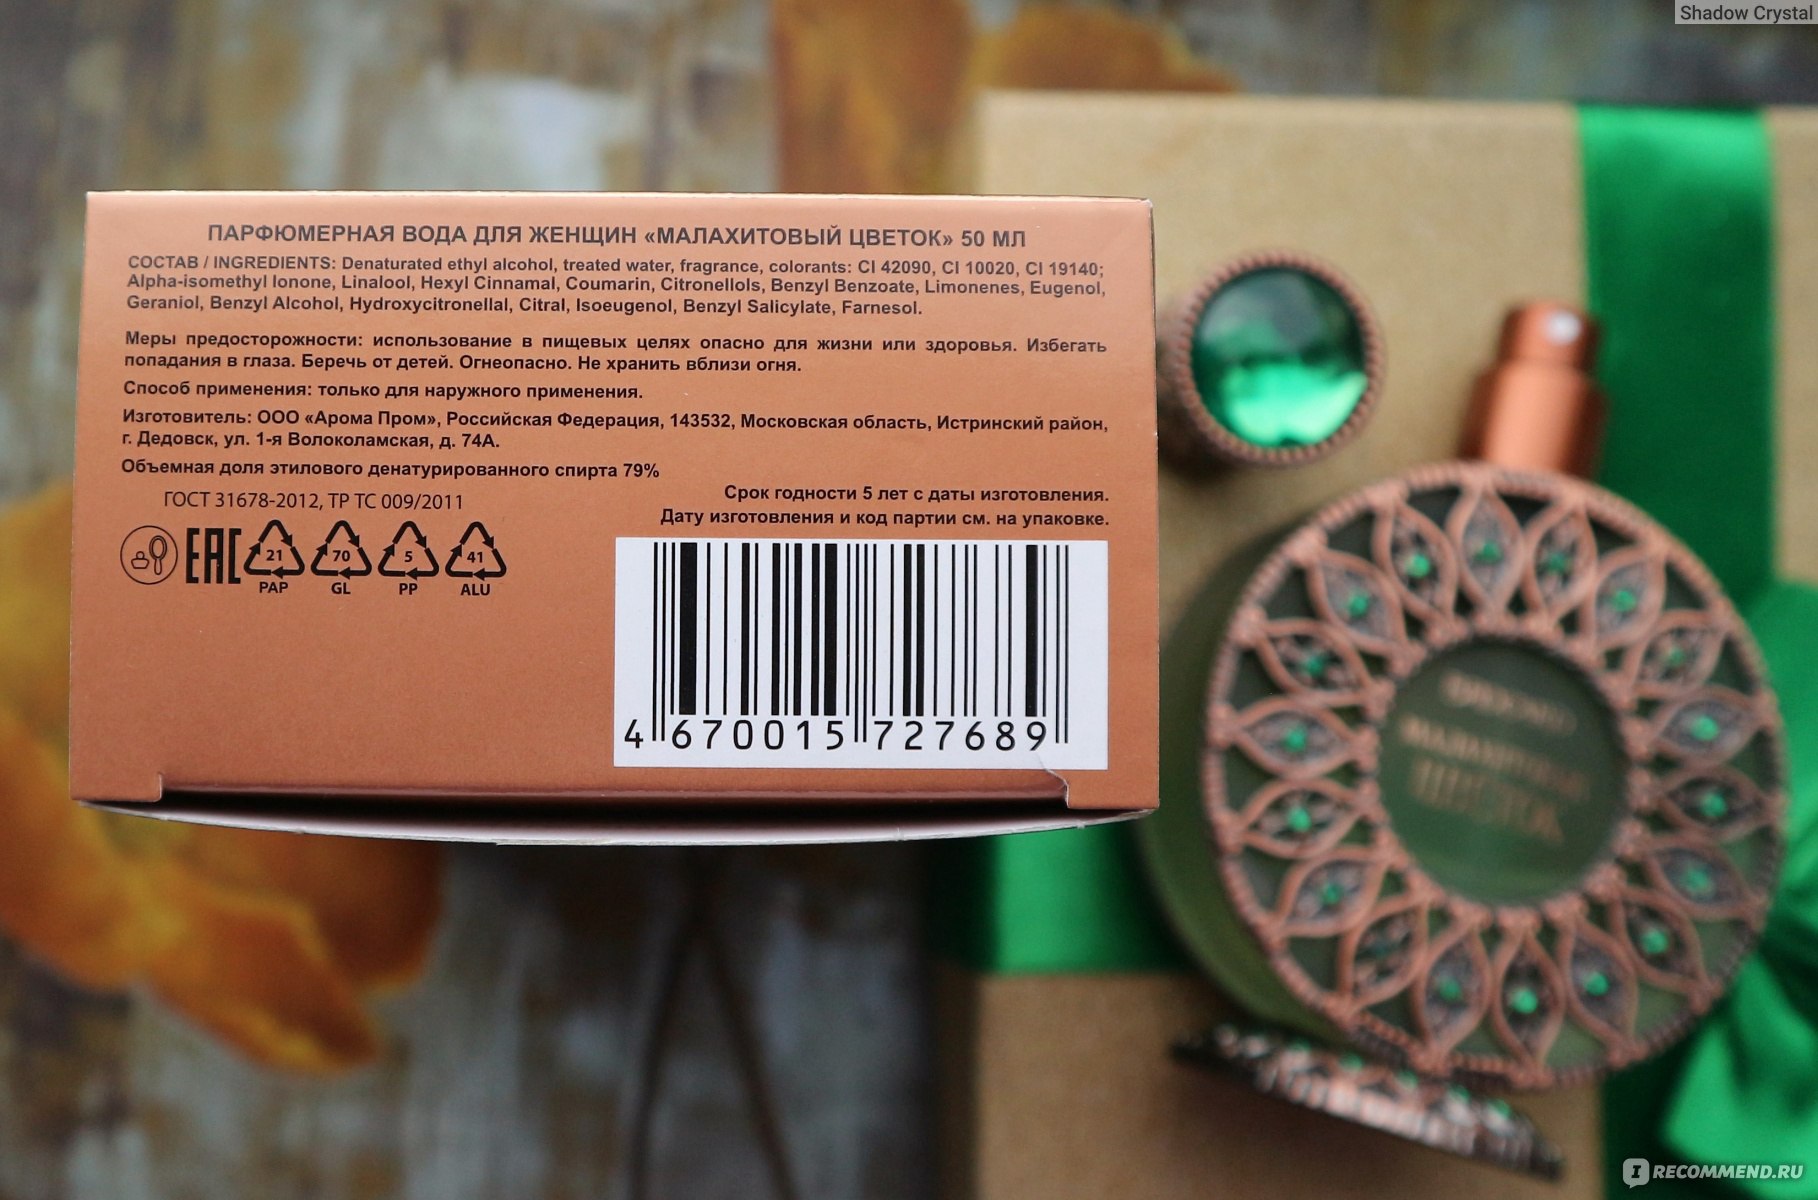 Shadow Crystal
ПАРФЮМЕРНАЯ ВОДА ДЛЯ ЖЕНЩИН «МАЛАХИТОВЫЙ ЦВЕТОК» 50 МЛ
СОСТАВ / INGREDIENTS: Denaturated ethyl alcohol, treated water, fragrance, colorants: CI 42090, CI 10020, CI 19140;
Alpha-isomethyl Ionone, Linalool, Hexyl Cinnamal, Coumarin, Citronellols, Benzyl Benzoate, Limonenes, Eugenol,
Geraniol, Benzyl Alcohol, Hydroxycitronellal, Citral, Isoeugenol, Benzyl Salicylate, Farnesol.
Меры предосторожности: использование в пищевых целях опасно для жизни или здоровья. Избегать
попадания в глаза. Беречь от детей. Огнеопасно. Не хранить вблизи огня.
Способ применения: только для наружного применения.
Изготовитель: ООО «Арома Пром», Российская Федерация, 143532, Московская область, Истринский район,
г. Дедовск, ул. 1-я Волоколамская, д. 74А.
Объемная доля этилового денатурированного спирта 79%
ГОСТ 31678-2012, ТР ТС 009/2011
Срок годности 5 лет с даты изготовления.
Дату изготовления и код партии см. на упаковке.
EAC 21 70 5 41
PAP GL PP ALU
4 670015 727689
МАЛАХИТОВЫЙ
ЦВЕТОК
RECOMMEND.RU